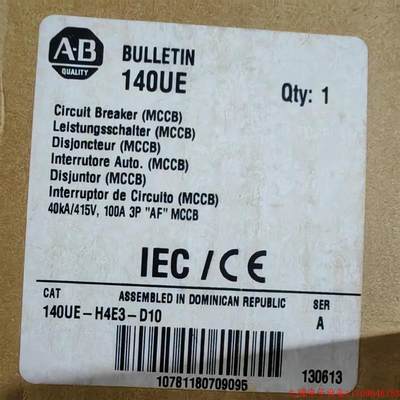 A-B
QUALITY
BULLETIN
140UE
Qty: 1
Circuit Breaker (MCCB)
Leistungsschalter (MCCB)
Disjoncteur (MCCB)
Interrutore Auto. (MCCB)
Disjuntor (MCCB)
Interruptor de Circuito (MCCB)
40kA/415V, 100A 3P "AF" MCCB
IEC / CE
CAT ASSEMBLED IN DOMINICAN REPUBLIC SER
140UE-H4E3-D10 A
10781180709095
130613